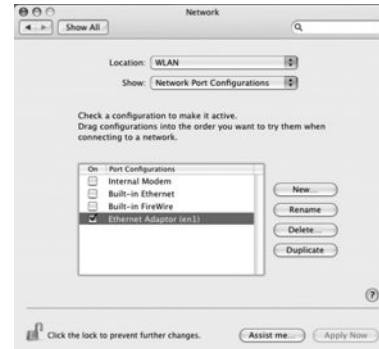 Network
Show All
Location: WLAN
Show: Network Port Configurations
Check a configuration to make it active.
Drag configurations into the order you want to try them when
connecting to a network.
On Port Configurations
Internal Modem
Built-in Ethernet
Built-in FireWire
Ethernet Adaptor (en1)
New...
Rename
Delete...
Duplicate
?
Click the lock to prevent further changes.
Assist me...
Apply Now